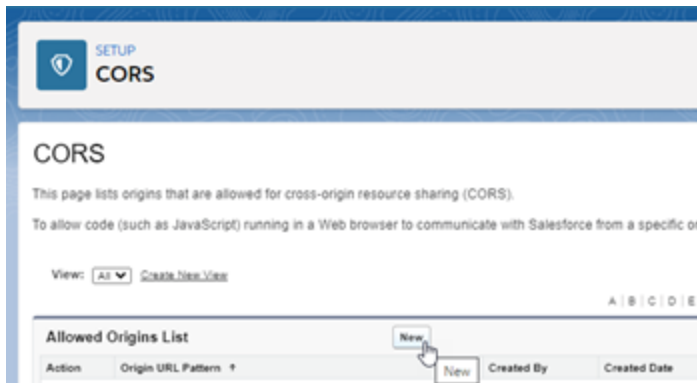 SETUP
CORS
CORS
This page lists origins that are allowed for cross-origin resource sharing (CORS).
To allow code (such as JavaScript) running in a Web browser to communicate with Salesforce from a specific
View: All Create New View
A | B | C | D | E
Allowed Origins List New
New
Action Origin URL Pattern ↑ Created By Created Date